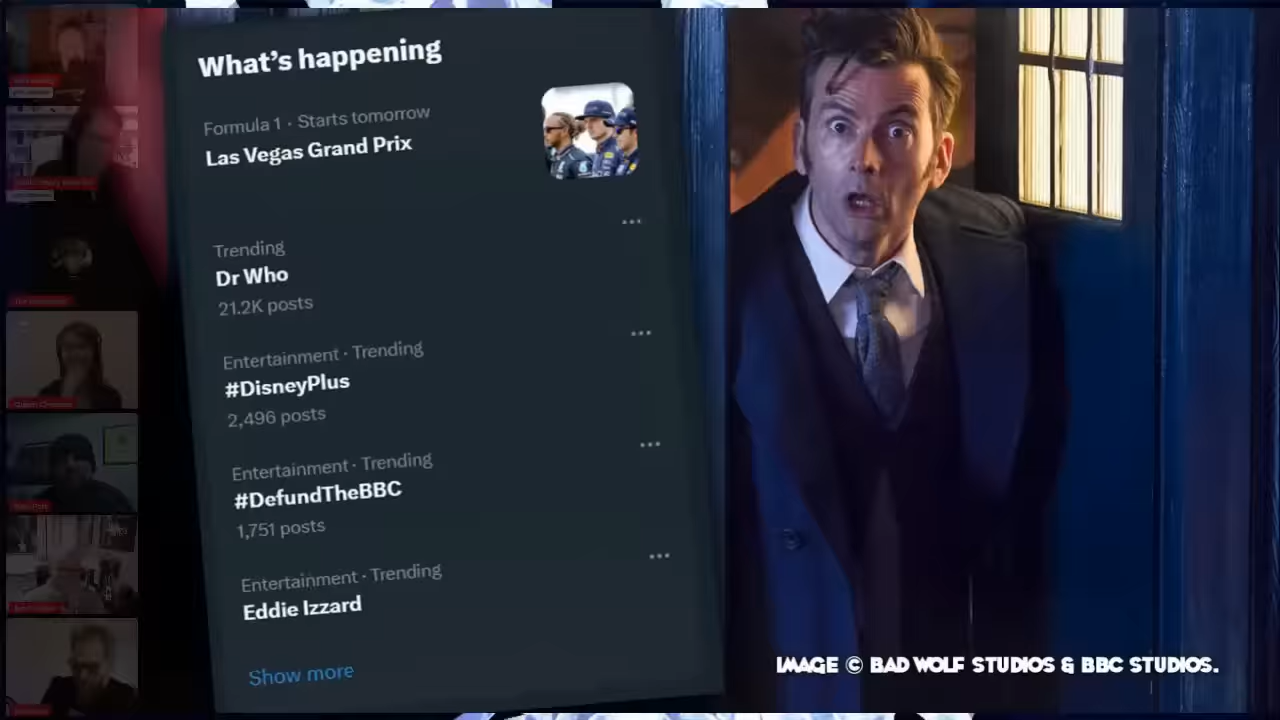 What's happening
Formula 1 · Starts tomorrow
Las Vegas Grand Prix
Trending
Dr Who
21.2K posts
Entertainment · Trending
#DisneyPlus
2,496 posts
Entertainment · Trending
#DefundTheBBC
1,751 posts
Entertainment · Trending
Eddie Izzard
Show more
IMAGE © BAD WOLF STUDIOS & BBC STUDIOS.